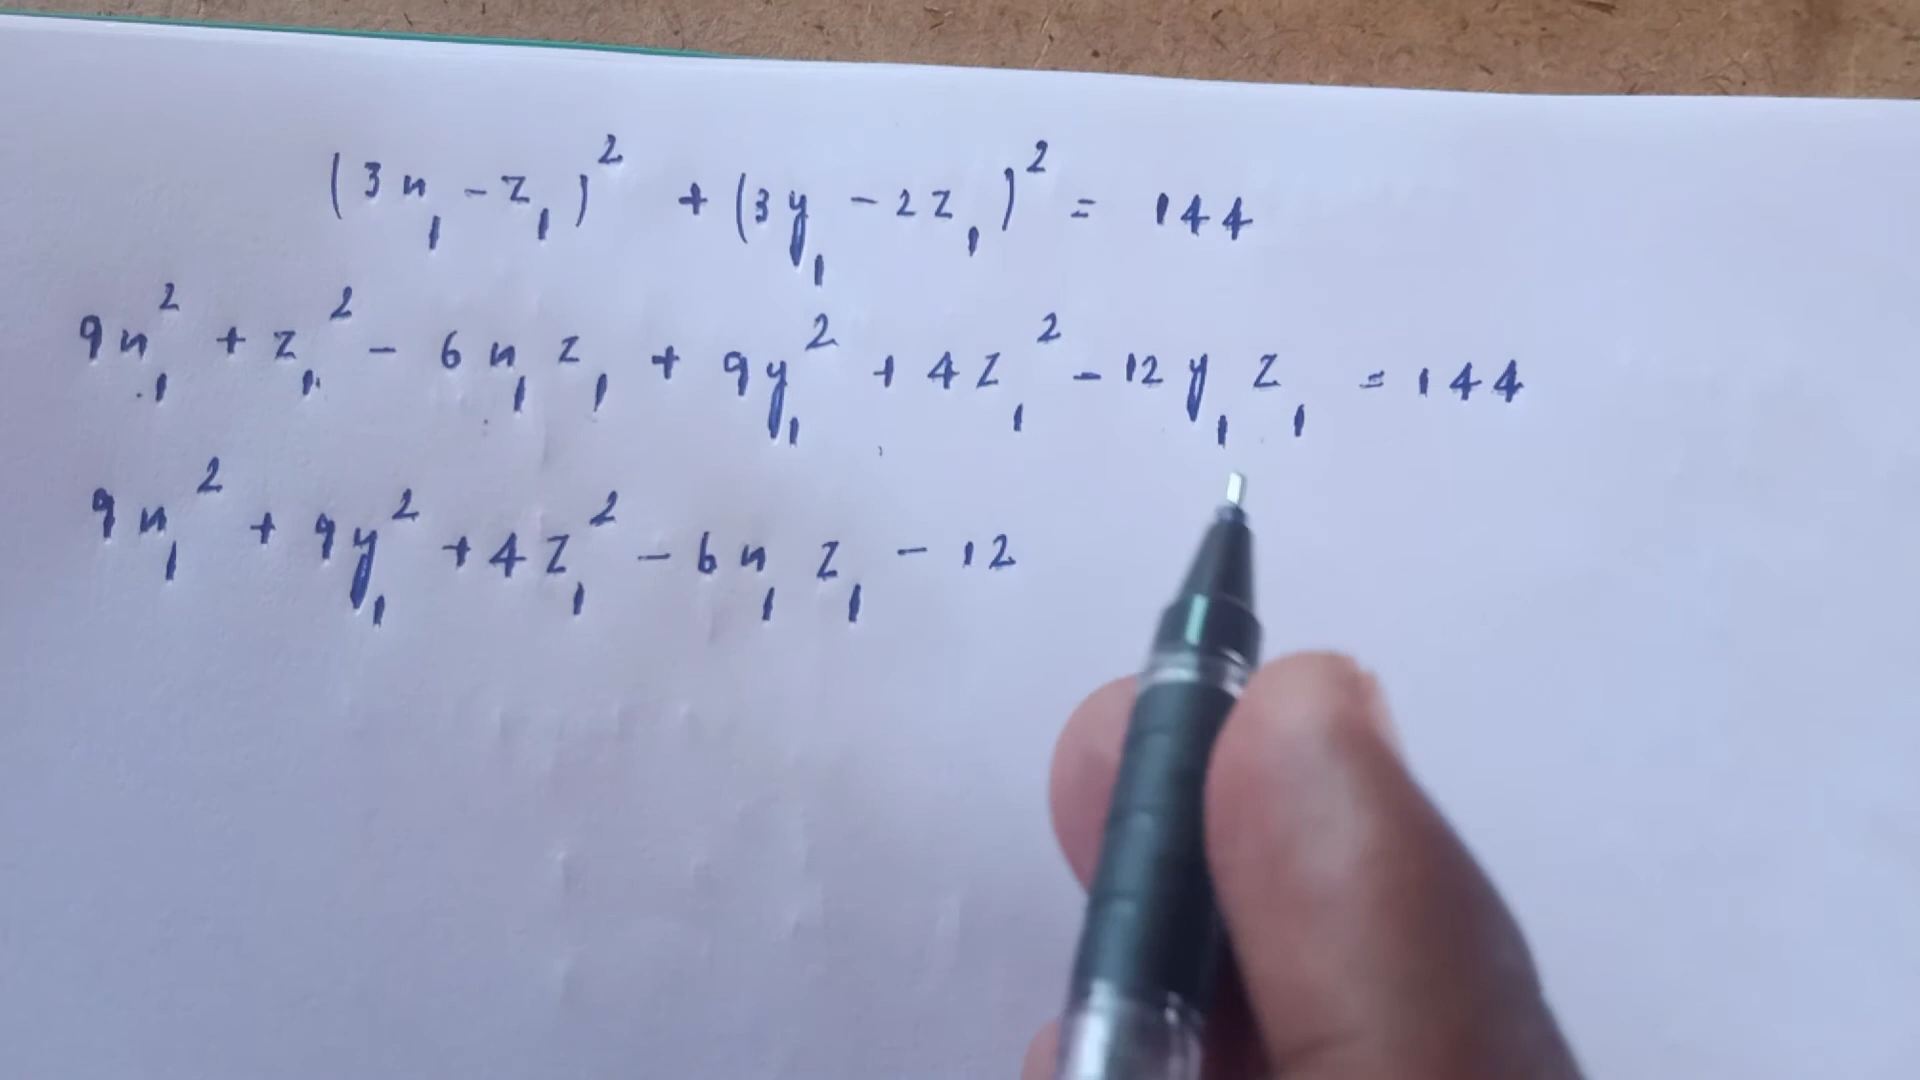 (3x₁ - z₁)² + (3y₁ - 2z₁)² = 144
9x₁² + z₁² - 6x₁z₁ + 9y₁² + 4z₁² - 12y₁z₁ = 144
9x₁² + 9y₁² + 4z₁² - 6x₁z₁ - 12